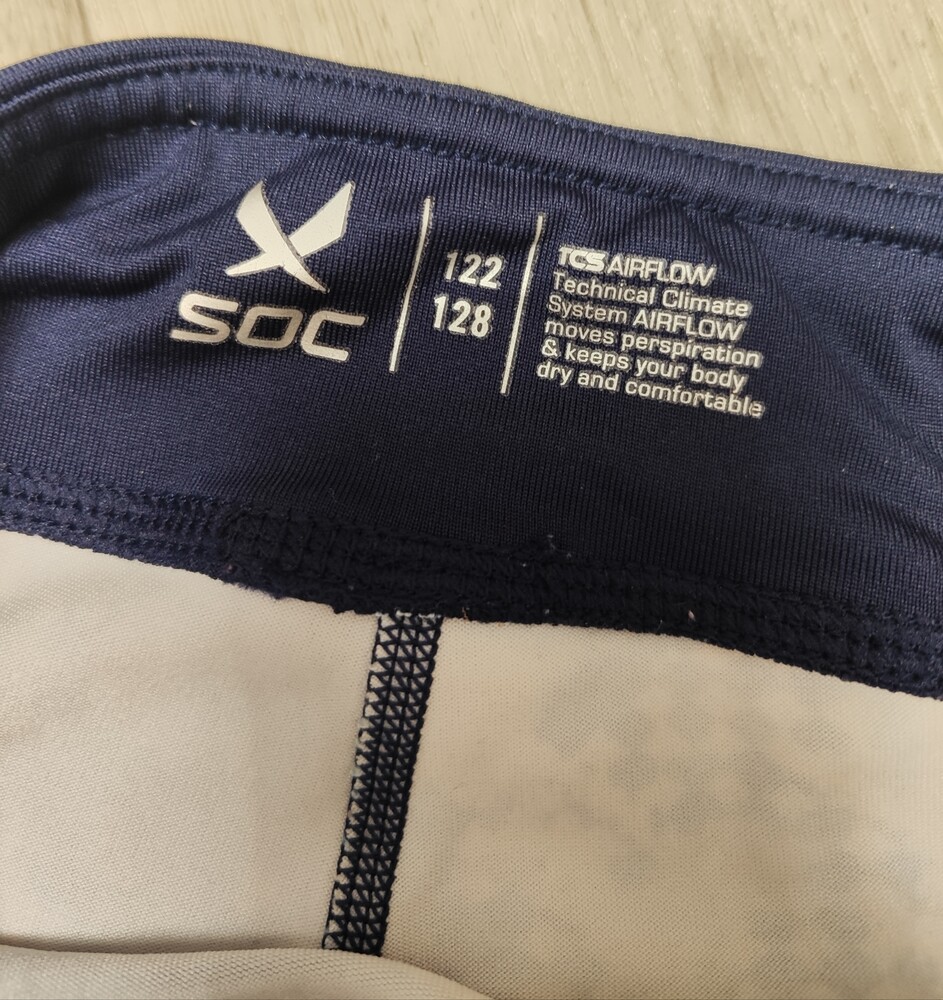 SOC
122
128
TCS AIRFLOW
Technical Climate
System AIRFLOW
moves perspiration
& keeps your body
dry and comfortable